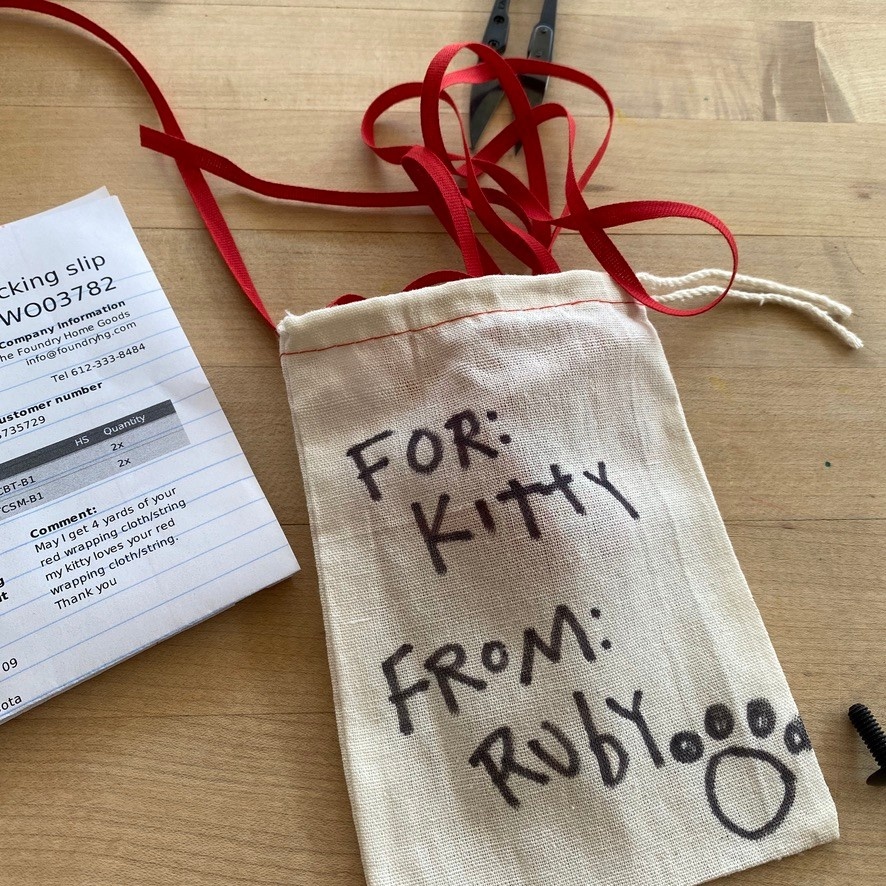 cking slip
WO03782
Company Information
he Foundry Home Goods
info@foundryhg.com
Tel 612-333-8484
ustomer number
735729
HS Quantity
CBT-B1 2x
CSM-B1 2x
Comment:
May I get 4 yards of your
red wrapping cloth/string
my kitty loves your red
wrapping cloth/string.
Thank you
09
ota
FOR:
Kitty
FROM:
Ruby